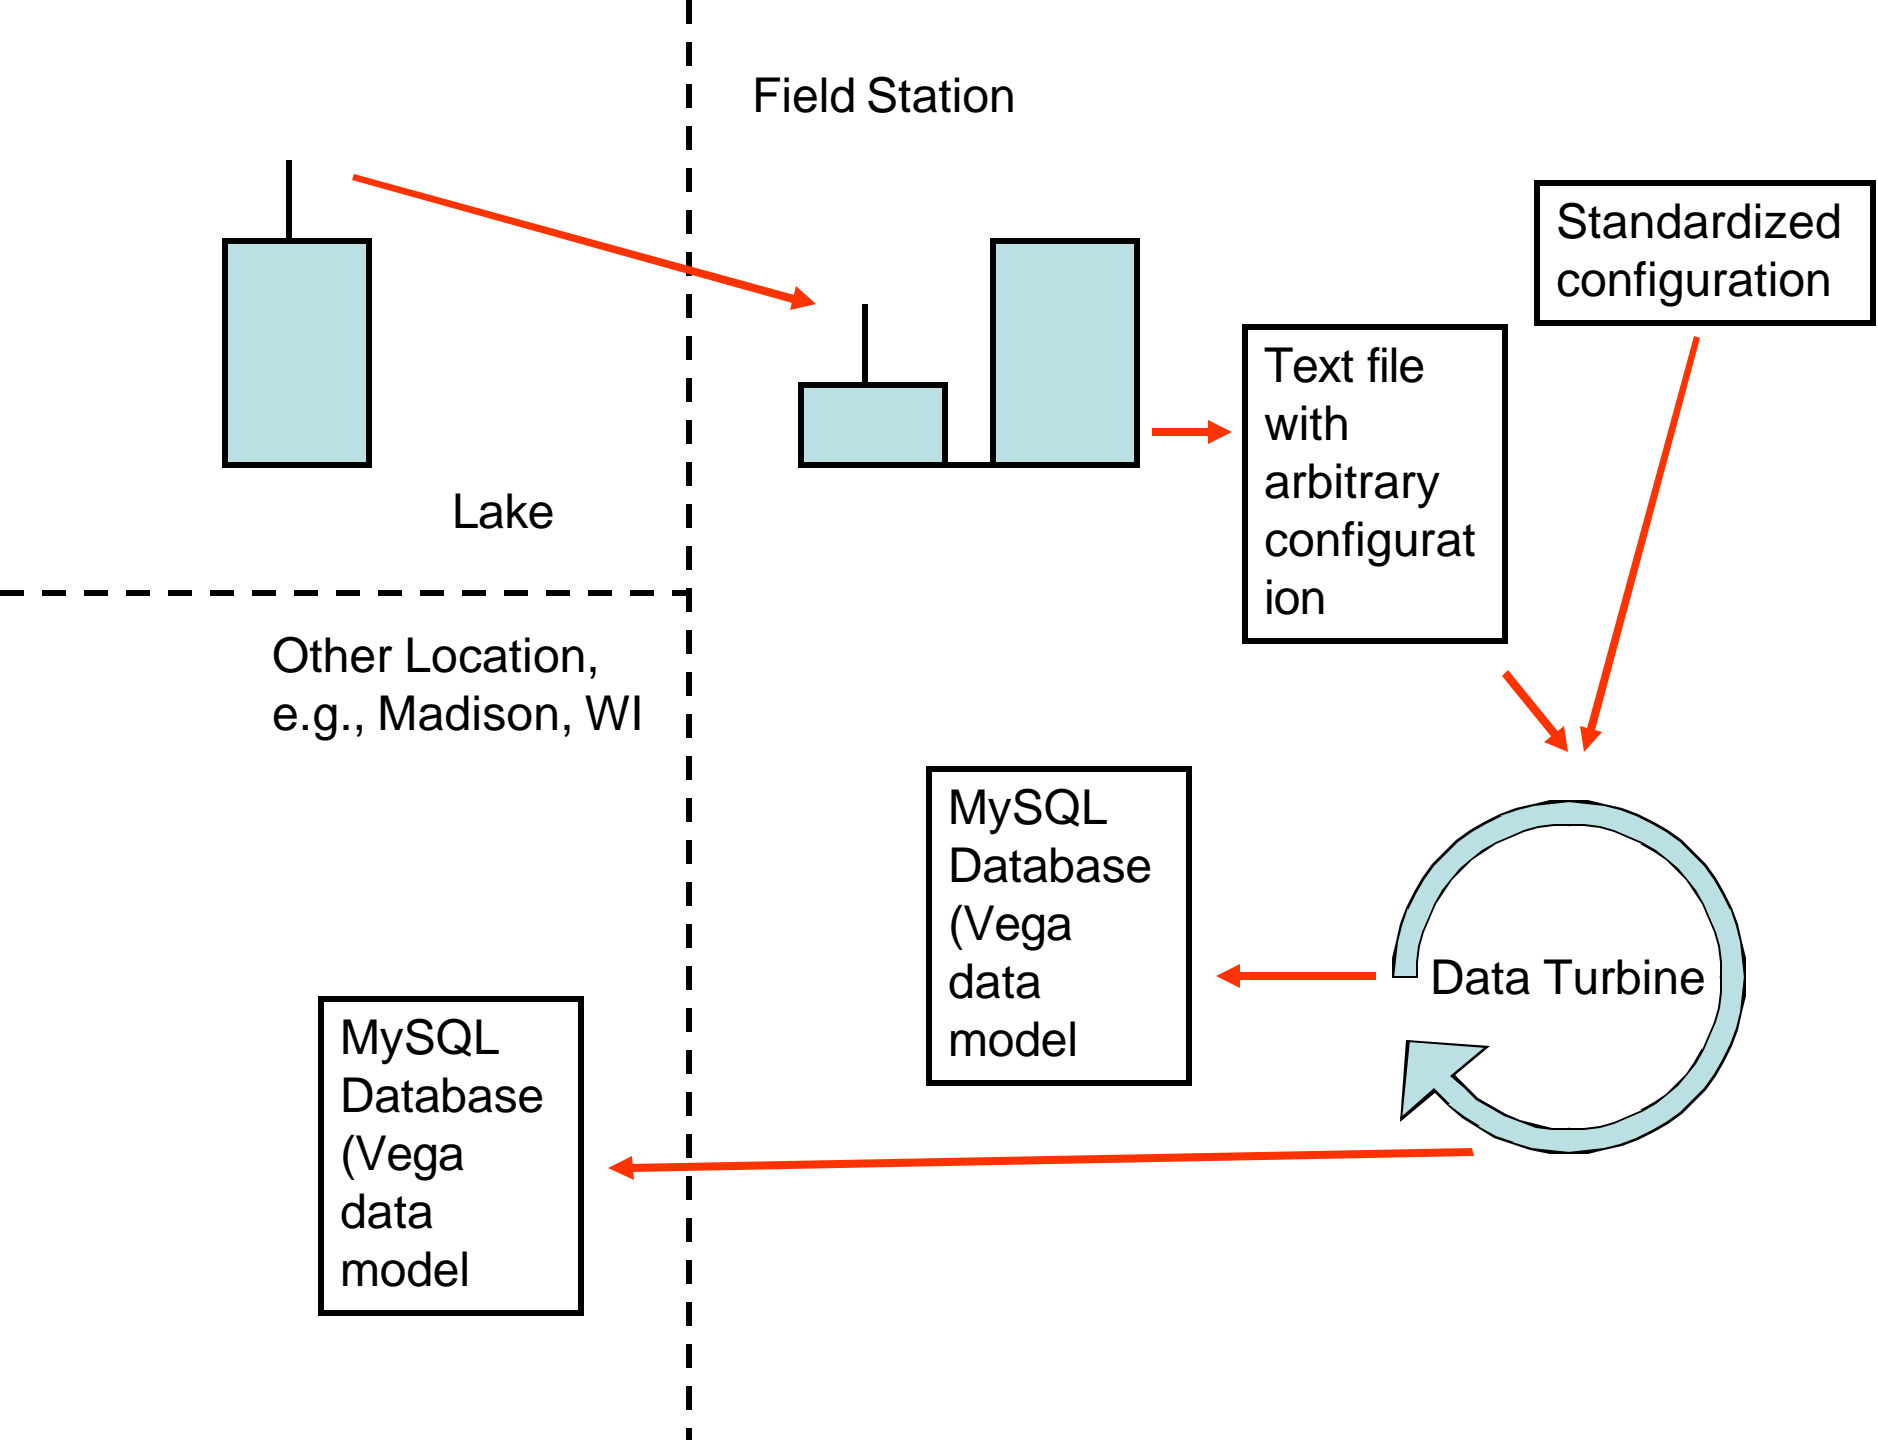 Field Station
Standardized
configuration
Text file
with
arbitrary
configurat
ion
Lake
Other Location,
e.g., Madison, WI
MySQL
Database
(Vega
data
model
Data Turbine
MySQL
Database
(Vega
data
model